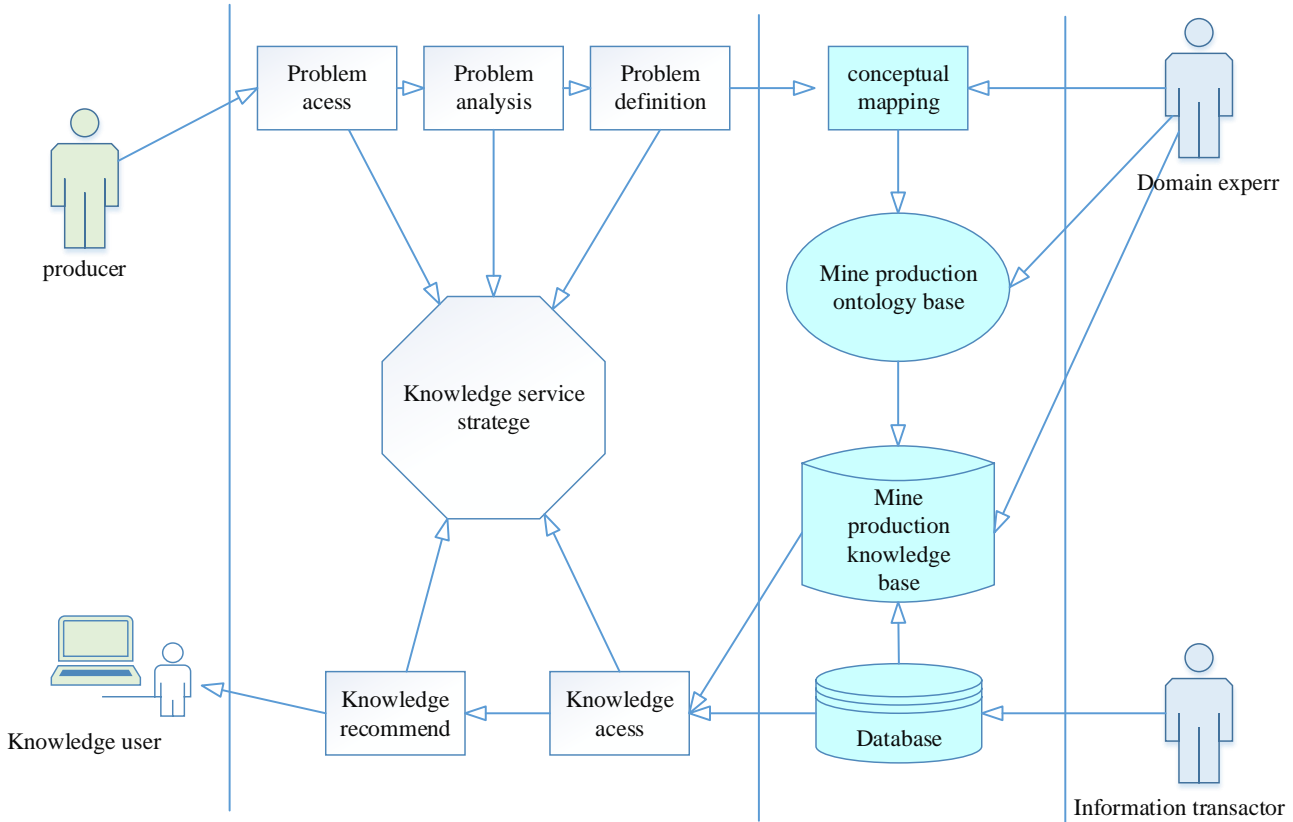 Problem
acess
Problem
analysis
Problem
definition
conceptual
mapping
Domain experr
producer
Mine production
ontology base
Knowledge service
stratege
Mine
production
knowledge
base
Knowledge
recommend
Knowledge
acess
Database
Knowledge user
Information transactor